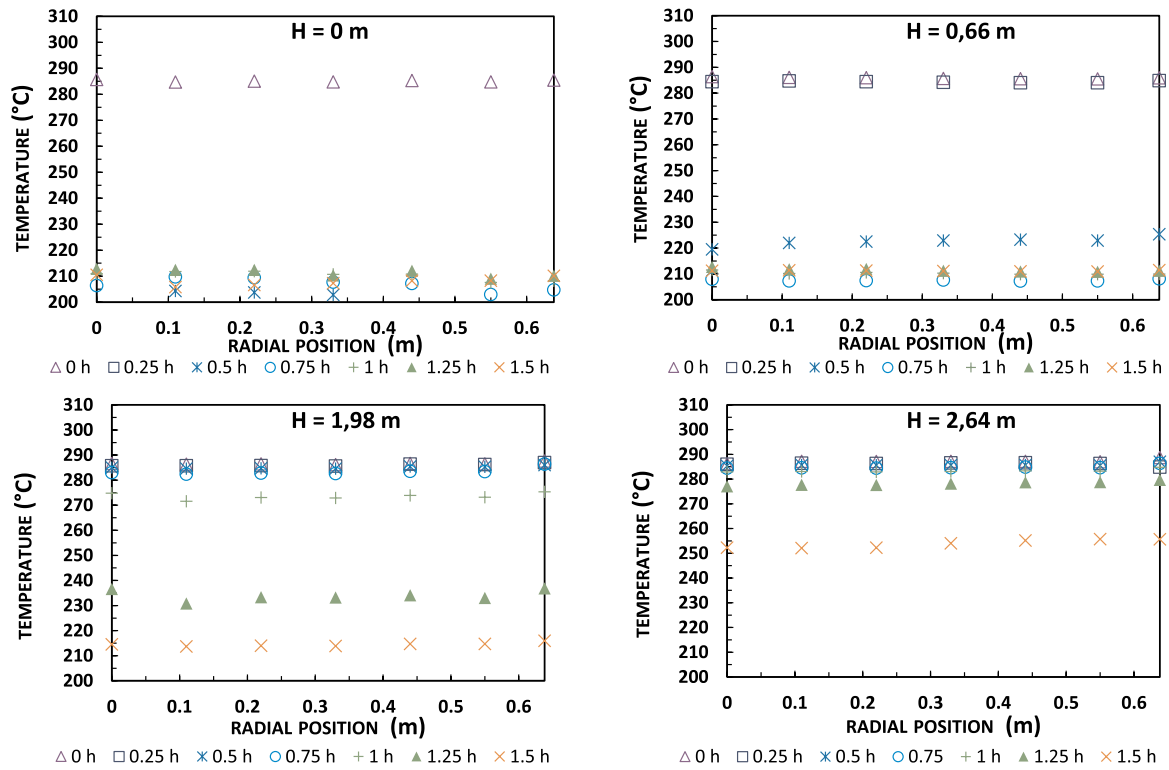 H = 0 m
TEMPERATURE (°C)
310
300
290
280
270
260
250
240
230
220
210
200
0 0.1 0.2 0.3 0.4 0.5 0.6
RADIAL POSITION (m)
0 h 0.25 h 0.5 h 0.75 h 1 h 1.25 h 1.5 h
H = 0,66 m
TEMPERATURE (°C)
310
300
290
280
270
260
250
240
230
220
210
200
0 0.1 0.2 0.3 0.4 0.5 0.6
RADIAL POSITION (m)
0 h 0.25 h 0.5 h 0.75 h 1 h 1.25 h 1.5 h
H = 1,98 m
TEMPERATURE (°C)
310
300
290
280
270
260
250
240
230
220
210
200
0 0.1 0.2 0.3 0.4 0.5 0.6
RADIAL POSITION (m)
0 h 0.25 h 0.5 h 0.75 h 1 h 1.25 h 1.5 h
H = 2,64 m
TEMPERATURE (°C)
310
300
290
280
270
260
250
240
230
220
210
200
0 0.1 0.2 0.3 0.4 0.5 0.6
RADIAL POSITION (m)
0 h 0.25 h 0.5 h 0.75 1 h 1.25 h 1.5 h